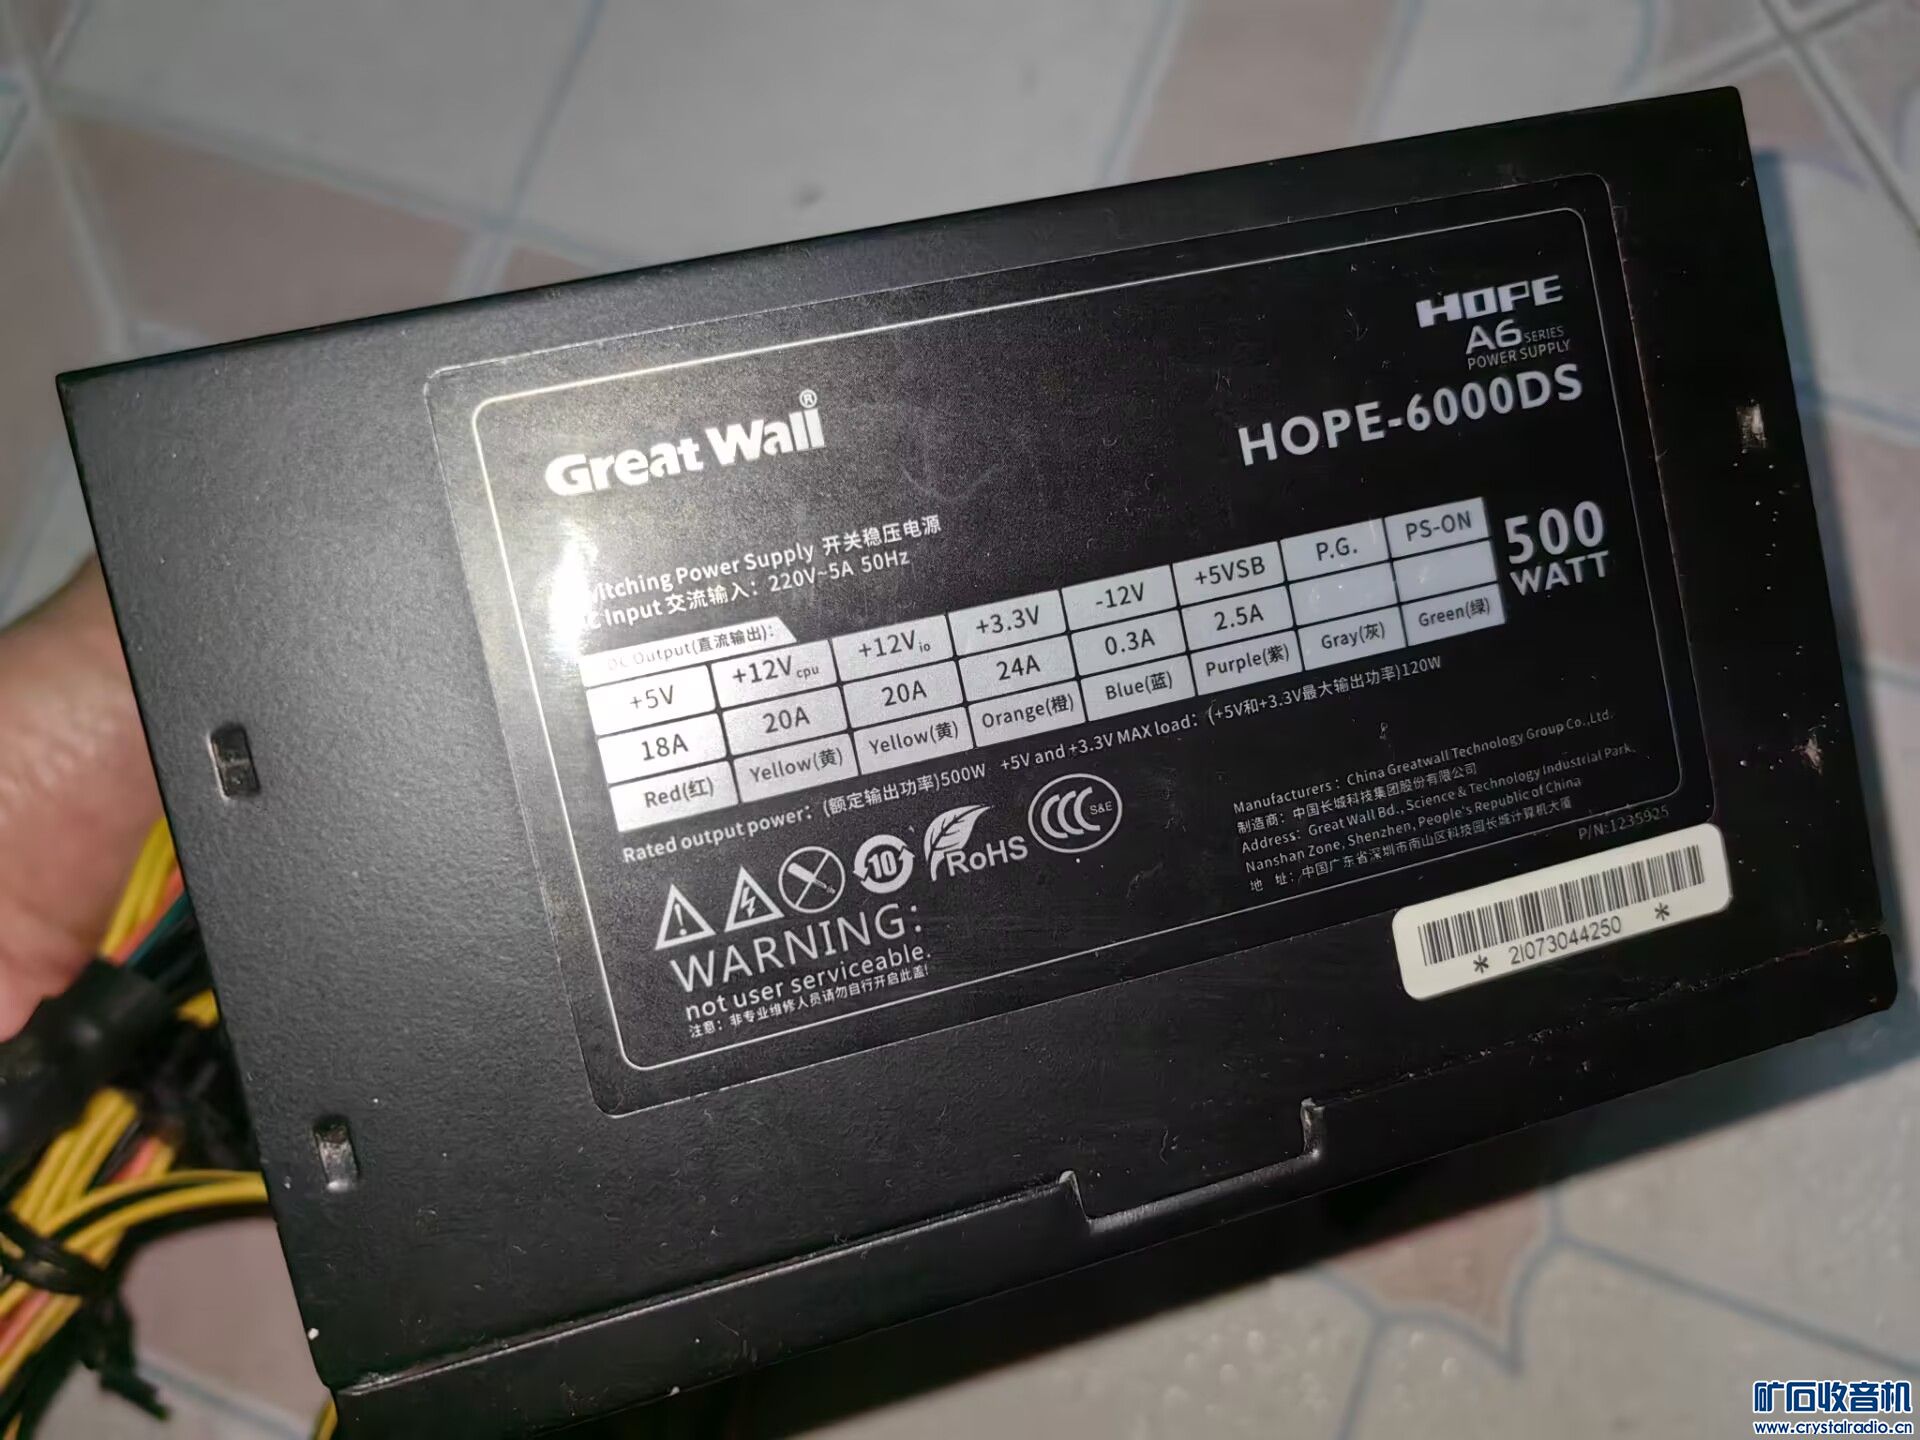 HOPE
A6 SERIES
POWER SUPPLY
Great Wall®
HOPE-6000DS
Switching Power Supply 开关稳压电源
Input 交流输入：220V~5A 50Hz
DC Output(直流输出):
+5V +12Vcpu +12Vio +3.3V -12V +5VSB P.G. PS-ON
18A 20A 20A 24A 0.3A 2.5A
Red(红) Yellow(黄) Yellow(黄) Orange(橙) Blue(蓝) Purple(紫) Gray(灰) Green(绿)
500
WATT
Rated output power：(额定输出功率)500W +5V and +3.3V MAX load：(+5V和+3.3V最大输出功率)120W
10
RoHS
CCC S&E
WARNING:
not user serviceable.
注意：非专业维修人员请勿自行开启此盖!
Manufacturers：China Greatwall Technology Group Co.,Ltd.
制造商：中国长城科技集团股份有限公司
Address：Great Wall Bd., Science & Technology Industrial Park,
Nanshan Zone, Shenzhen, People's Republic of China
地 址：中国广东省深圳市南山区科技园长城计算机大厦
P/N:1235925
* 2I073044250 *
矿石收音机
www.crystalradio.cn